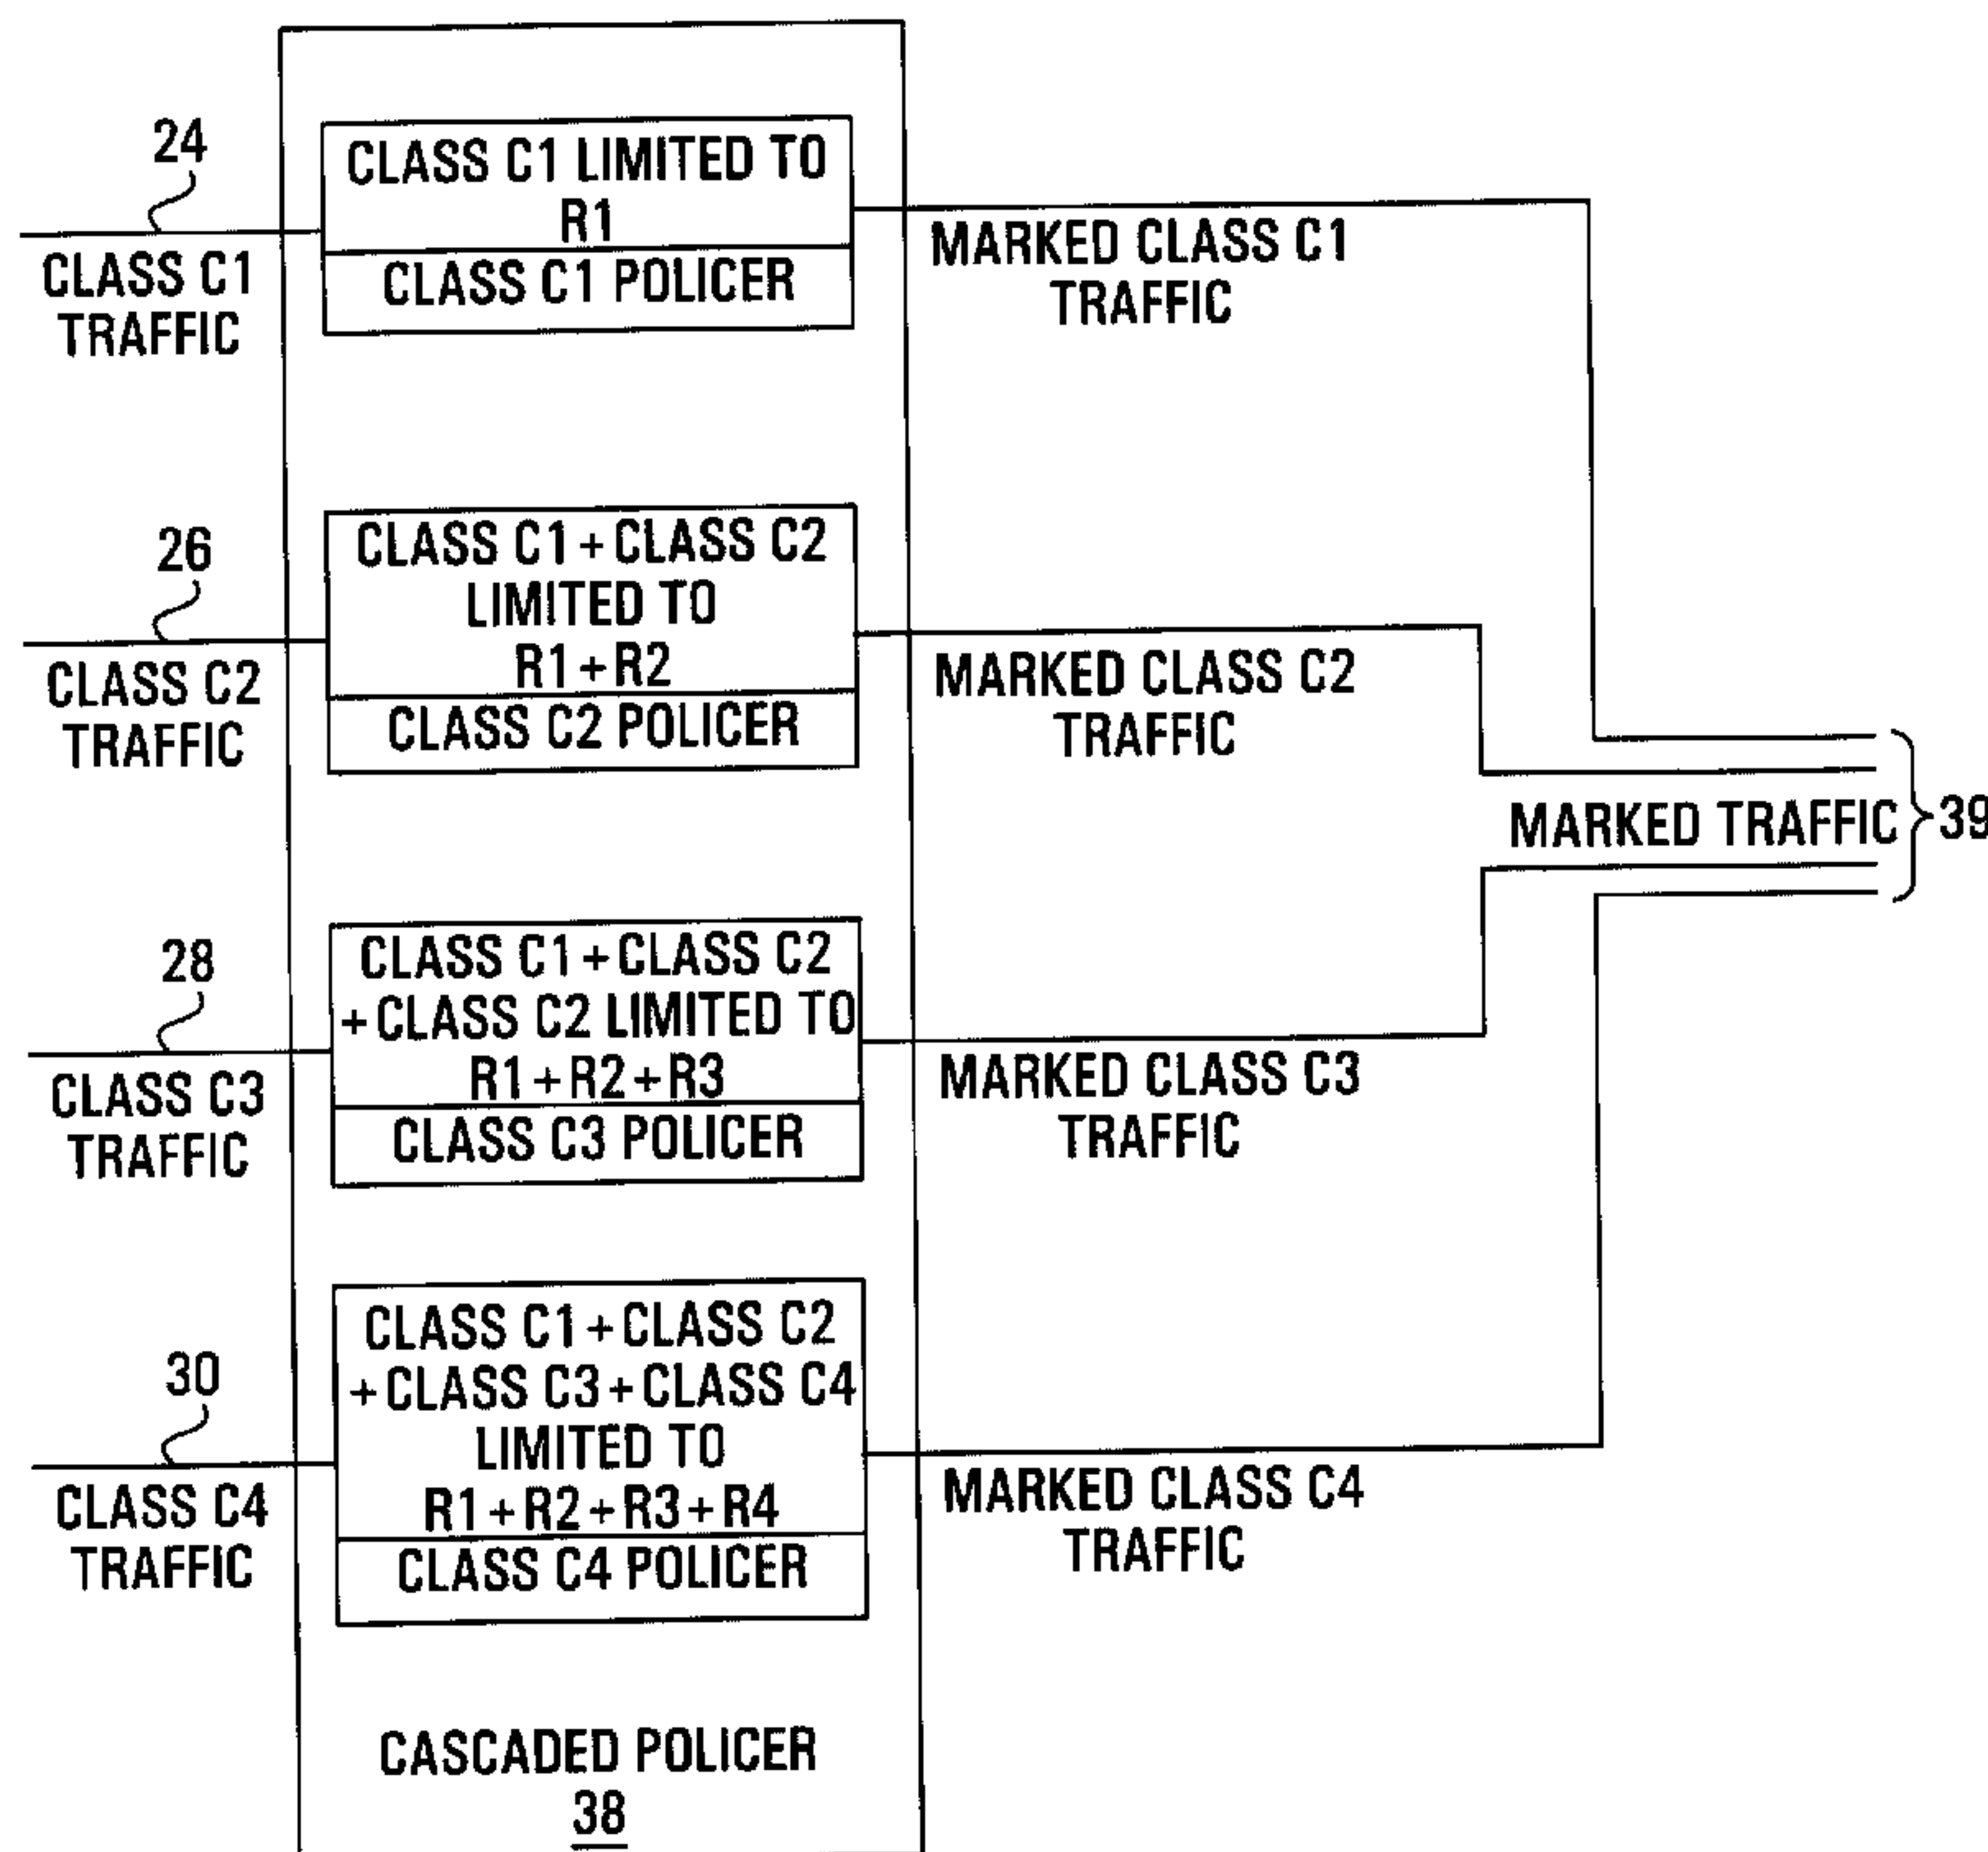 24
CLASS C1
TRAFFIC
CLASS C1 LIMITED TO
R1
CLASS C1 POLICER
MARKED CLASS C1
TRAFFIC
26
CLASS C2
TRAFFIC
CLASS C1+CLASS C2
LIMITED TO
R1+R2
CLASS C2 POLICER
MARKED CLASS C2
TRAFFIC
MARKED TRAFFIC
39
28
CLASS C3
TRAFFIC
CLASS C1+CLASS C2
+CLASS C2 LIMITED TO
R1+R2+R3
CLASS C3 POLICER
MARKED CLASS C3
TRAFFIC
30
CLASS C4
TRAFFIC
CLASS C1+CLASS C2
+CLASS C3+CLASS C4
LIMITED TO
R1+R2+R3+R4
CLASS C4 POLICER
MARKED CLASS C4
TRAFFIC
CASCADED POLICER
38